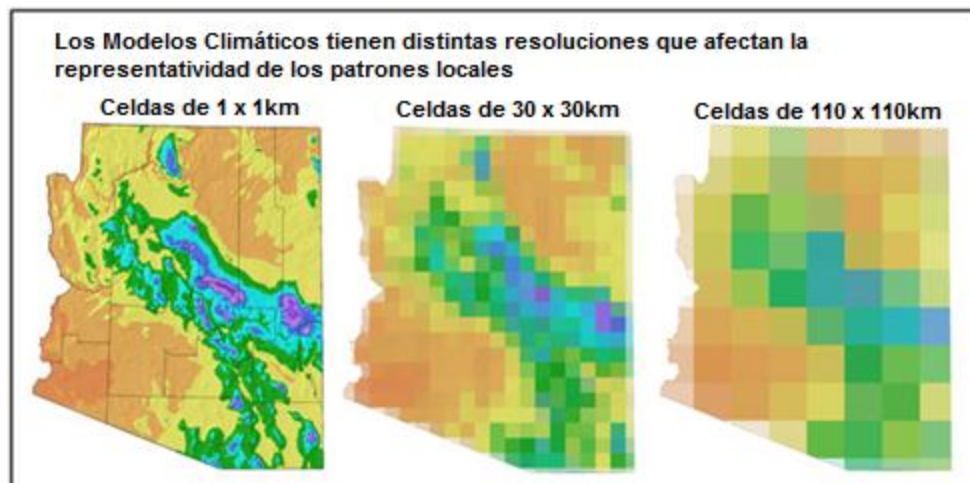 Los Modelos Climáticos tienen distintas resoluciones que afectan la
representatividad de los patrones locales
Celdas de 1 x 1km
Celdas de 30 x 30km
Celdas de 110 x 110km